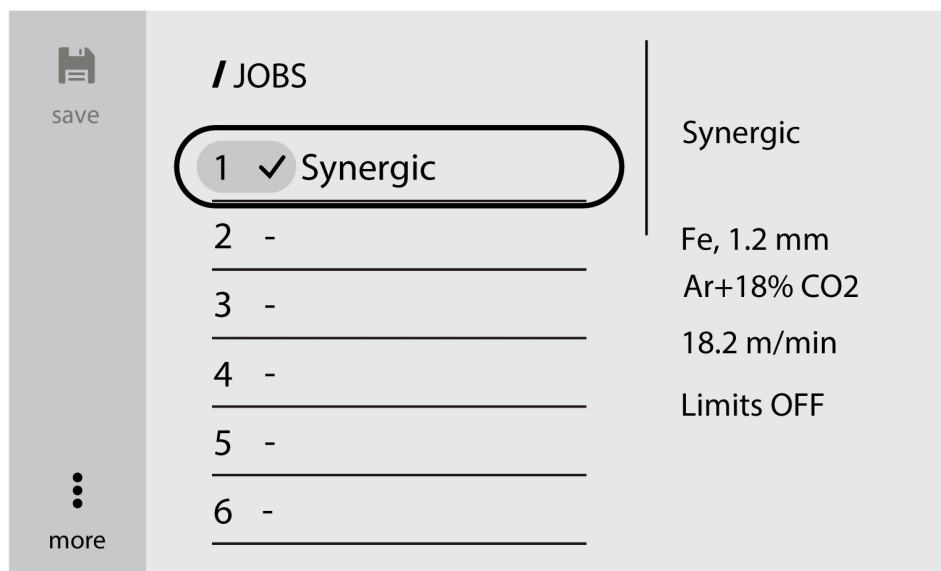 save
/ JOBS
1 ✓ Synergic
2 -
3 -
4 -
5 -
6 -
more
Synergic
Fe, 1.2 mm
Ar+18% CO2
18.2 m/min
Limits OFF